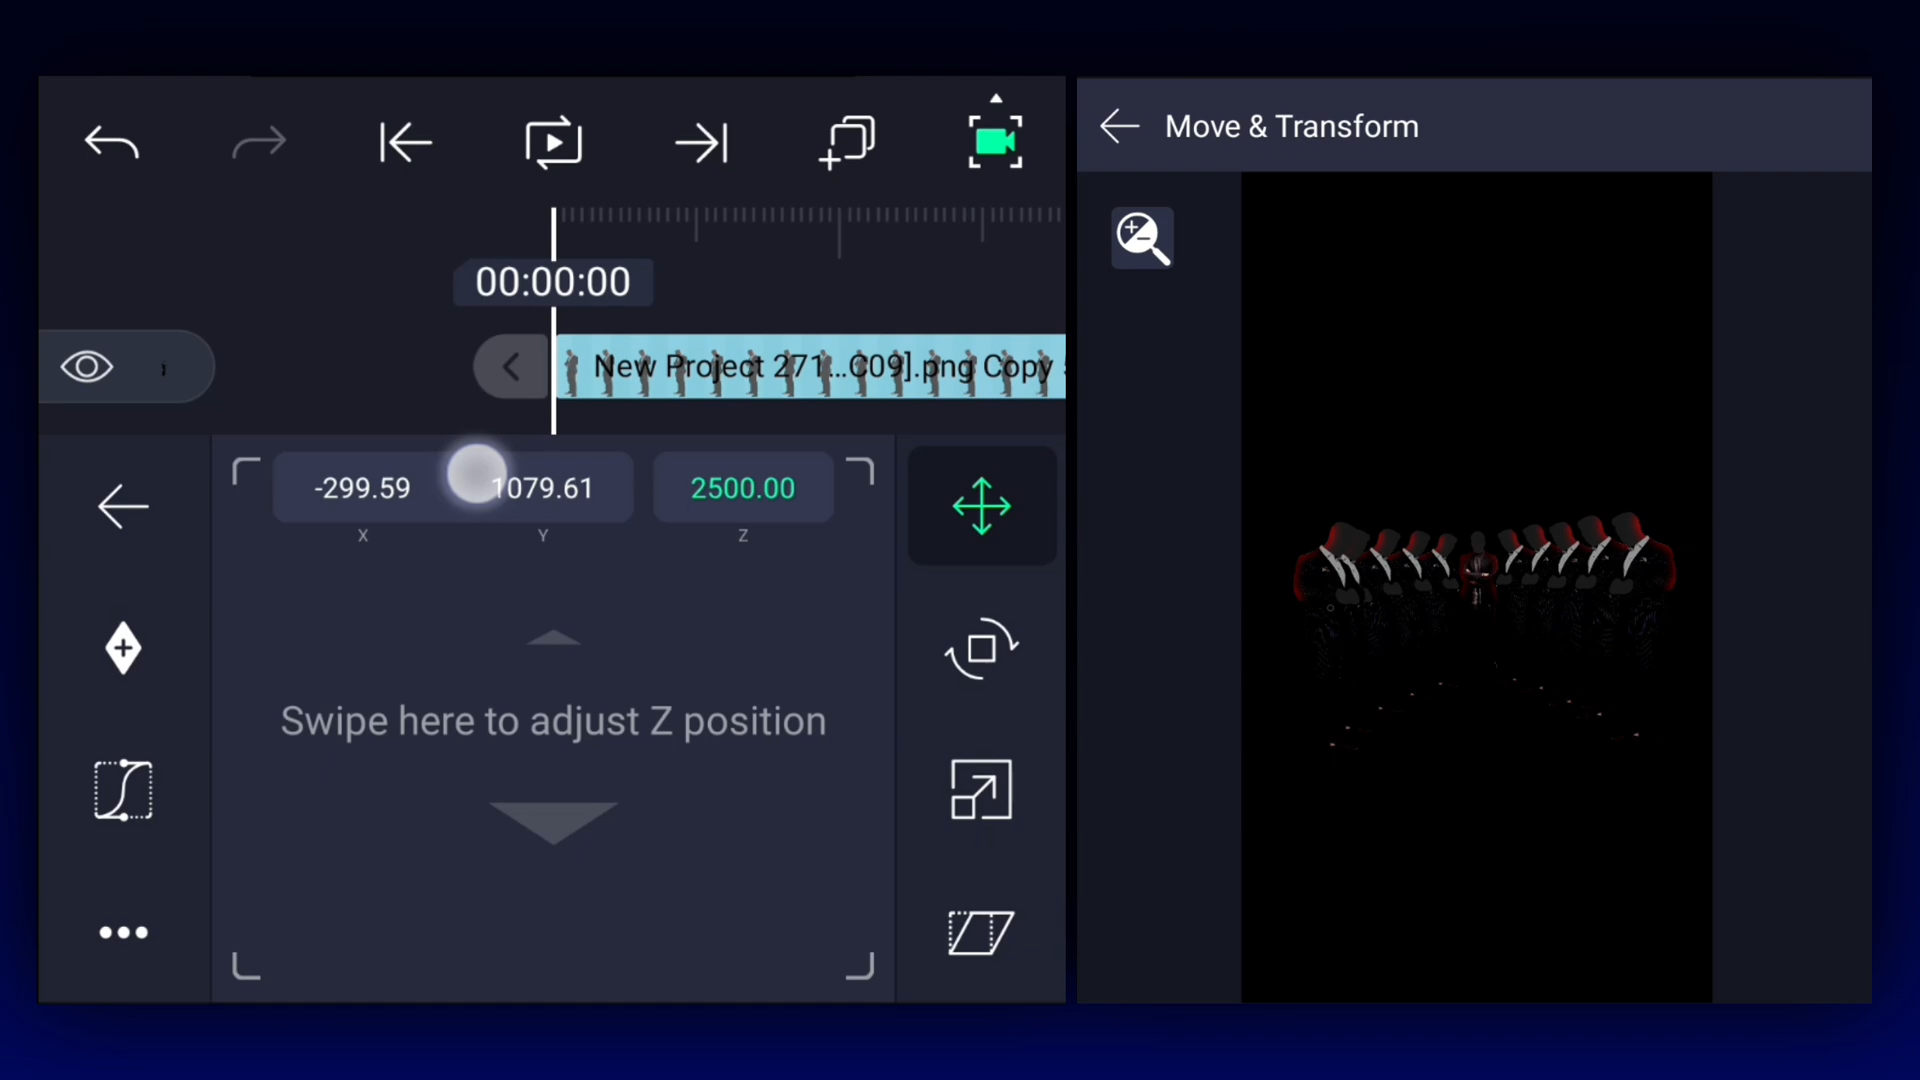 Move & Transform
00:00:00
New Project 271...C09].png Copy
-299.59 1079.61 2500.00
X Y Z
Swipe here to adjust Z position